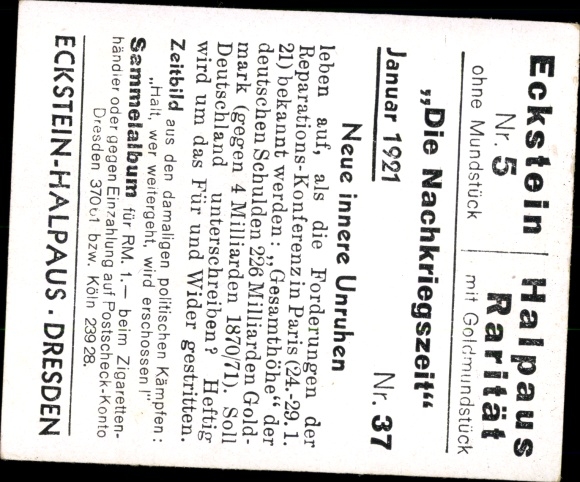 Eckstein Halpaus
Nr. 5 Rarität
ohne Mundstück mit Goldmundstück
„Die Nachkriegszeit“
Januar 1921 Nr. 37
Neue innere Unruhen
leben auf, als die Forderungen der
Reparations-Konferenz in Paris (24.-29. 1.
21) bekannt werden: „Gesamthöhe“ der
deutschen Schulden 226 Milliarden Gold-
mark (gegen 4 Milliarden 1870/71). Soll
Deutschland unterschreiben? Heftig
wird um das Für und Wider gestritten.
Zeitbild aus den damaligen politischen Kämpfen:
„Halt, wer weitergeht, wird erschossen!“
Sammelalbum für RM. 1.— beim Zigaretten-
händler oder gegen Einzahlung auf Postscheck-Konto
Dresden bzw. Köln 23928.
ECKSTEIN-HALPAUS · DRESDEN